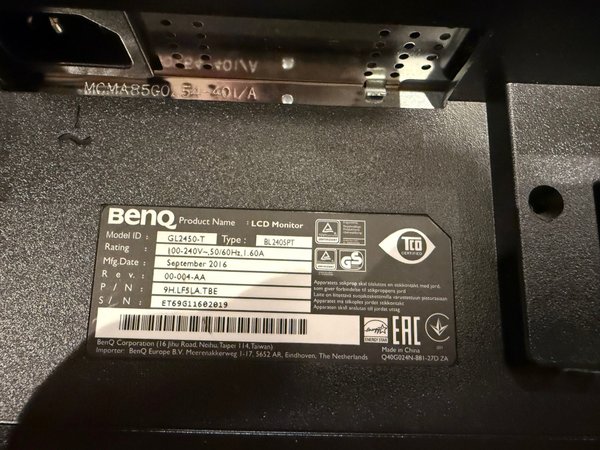 MCMA85G0254-401/A
BenQ Product Name : LCD Monitor
Model ID : GL2450-T Type : BL2405PT
Rating 100-240V~,50/60Hz,1.60A
Mfg.Date: September 2016
Rev. : 00-004-AA
P/N : 9H.LF5LA.TBE
S/N : ET69G11602019
BenQ Corporation (16 Jihu Road, Neihu, Taipei 114, Taiwan)
Importer: BenQ Europe B.V. Meerenakkerweg 1-17, 5652 AR, Eindhoven, The Netherlands
GS
TCO
CERTIFIED
Apparatets stikprop skal tilsluttes en stikkontakt med jord,
som giver forbindelse til stikproppens jord
Laite on liitettävä suojakoskettimilla varustettuun pistorasiaan
Apparatet må tilkoples jordet stikkontakt
Apparaten skall anslutas till jordat uttag
ENERGY STAR
EAC
Made in China
Q40G024N-881-27D ZA